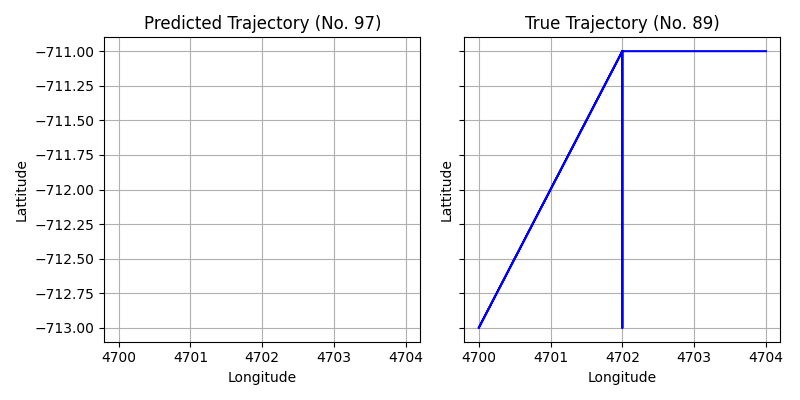 Predicted Trajectory (No. 97)
True Trajectory (No. 89)
−711.00
−711.25
−711.50
−711.75
−712.00
−712.25
−712.50
−712.75
−713.00
Lattitude
Lattitude
4700 4701 4702 4703 4704
4700 4701 4702 4703 4704
Longitude
Longitude